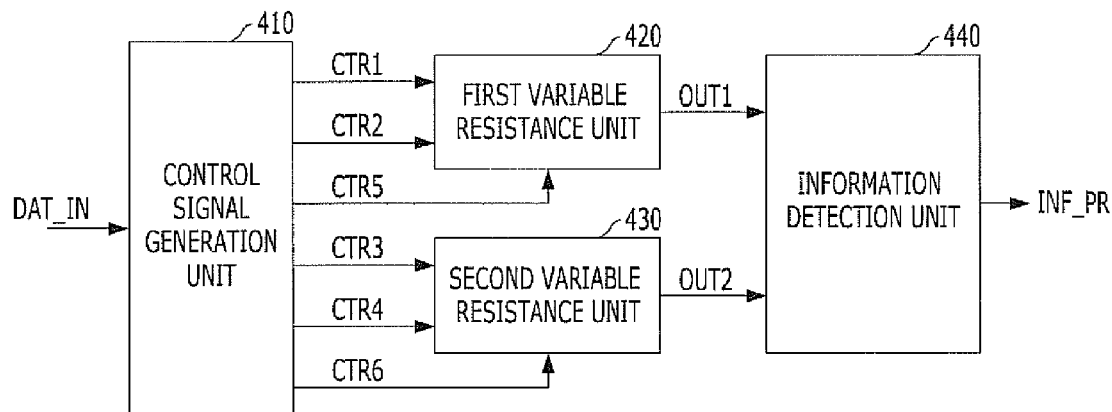 410
420
440
CTR1
CTR2
CTR5
CTR3
CTR4
CTR6
DAT_IN
CONTROL
SIGNAL
GENERATION
UNIT
FIRST VARIABLE
RESISTANCE UNIT
OUT1
430
SECOND VARIABLE
RESISTANCE UNIT
OUT2
INFORMATION
DETECTION UNIT
INF_PR